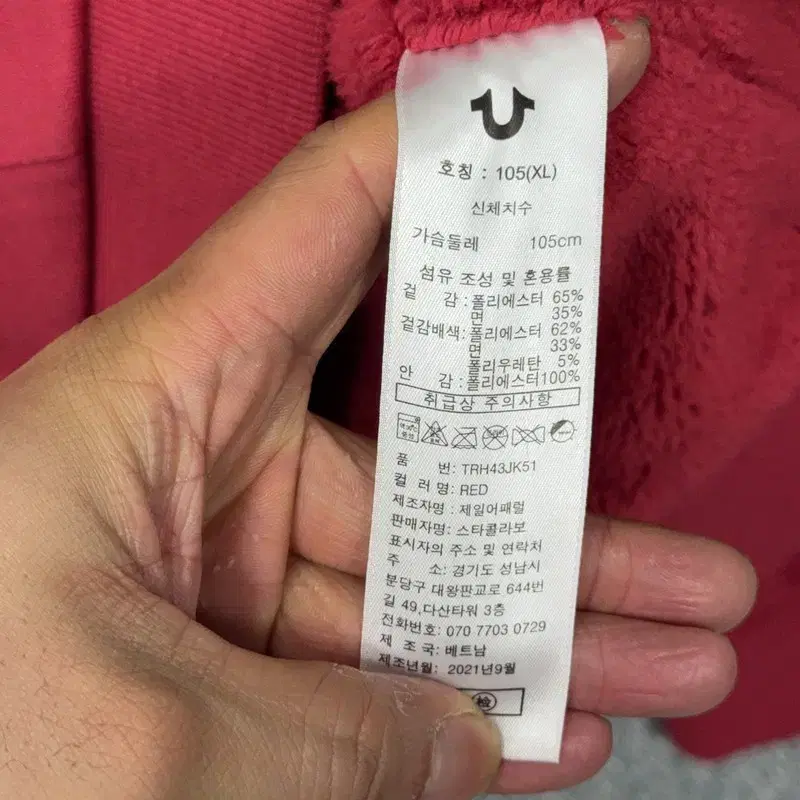 호칭 : 105(XL)
신체치수
가슴둘레 105cm
섬유 조성 및 혼용률
겉 감 : 폴리에스터 65%
면 35%
겉감배색: 폴리에스터 62%
면 33%
폴리우레탄 5%
안 감 : 폴리에스터100%
취급상 주의사항
품 번: TRH43JK51
컬 러 명: RED
제조자명 : 제일어패럴
판매자명: 스타콜라보
표시자의 주소 및 연락처
주 소: 경기도 성남시
분당구 대왕판교로 644번
길 49,다산타워 3층
전화번호: 070 7703 0729
제 조 국: 베트남
제조년월: 2021년9월
檢